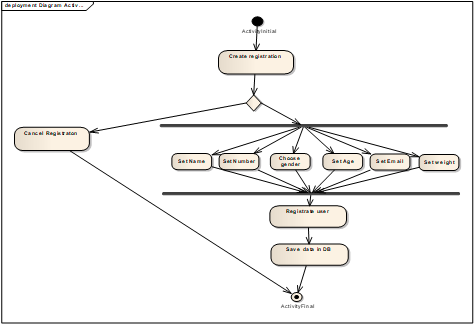 deployment Diagram Activ...
ActivityInitial
Create registration
Cancel Registraton
Set Name
Set Number
Choose
gender
Set Age
Set Email
Set weight
Registrate user
Save data in DB
ActivityFinal